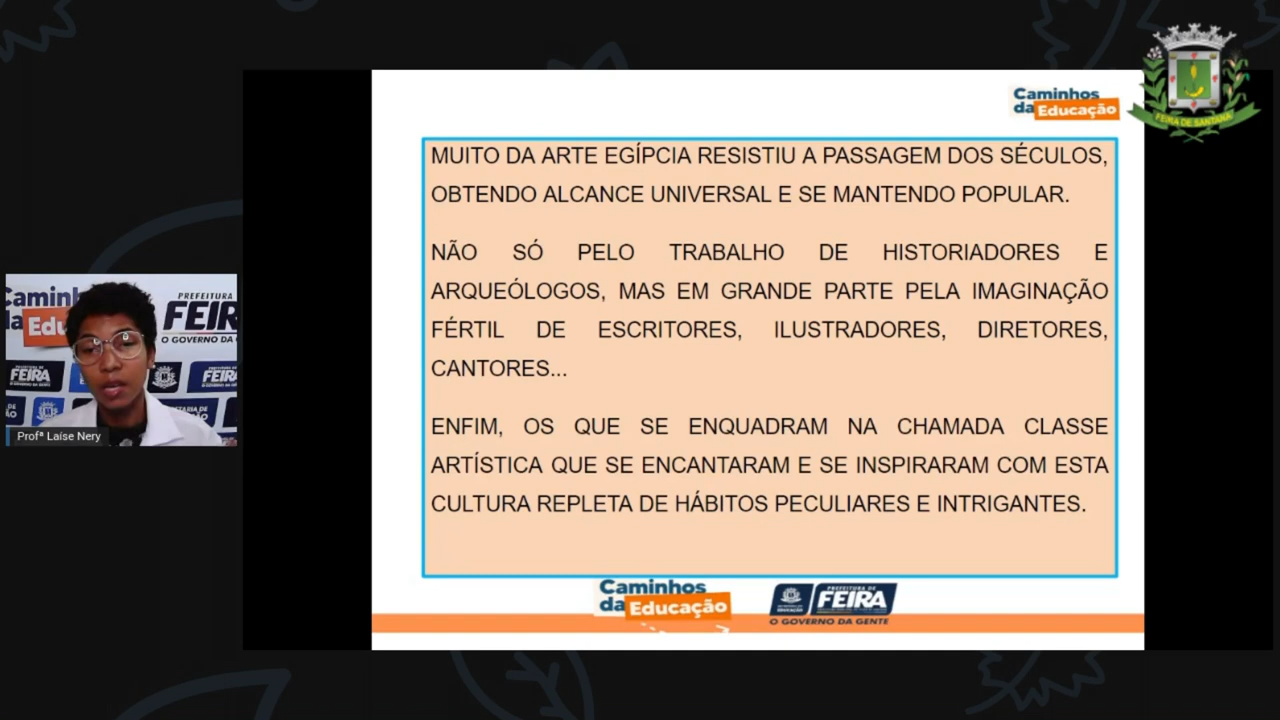 Caminhos
da Educação
FEIRA DE SANTANA
MUITO DA ARTE EGÍPCIA RESISTIU A PASSAGEM DOS SÉCULOS,
OBTENDO ALCANCE UNIVERSAL E SE MANTENDO POPULAR.
NÃO SÓ PELO TRABALHO DE HISTORIADORES E
ARQUEÓLOGOS, MAS EM GRANDE PARTE PELA IMAGINAÇÃO
FÉRTIL DE ESCRITORES, ILUSTRADORES, DIRETORES,
CANTORES...
ENFIM, OS QUE SE ENQUADRAM NA CHAMADA CLASSE
ARTÍSTICA QUE SE ENCANTARAM E SE INSPIRARAM COM ESTA
CULTURA REPLETA DE HÁBITOS PECULIARES E INTRIGANTES.
PREFEITURA
FEIR
O GOVERNO DA
FEIRA
FEIR
Profª Laíse Nery
Caminhos
da Educação
PREFEITURA DE
FEIRA
O GOVERNO DA GENTE